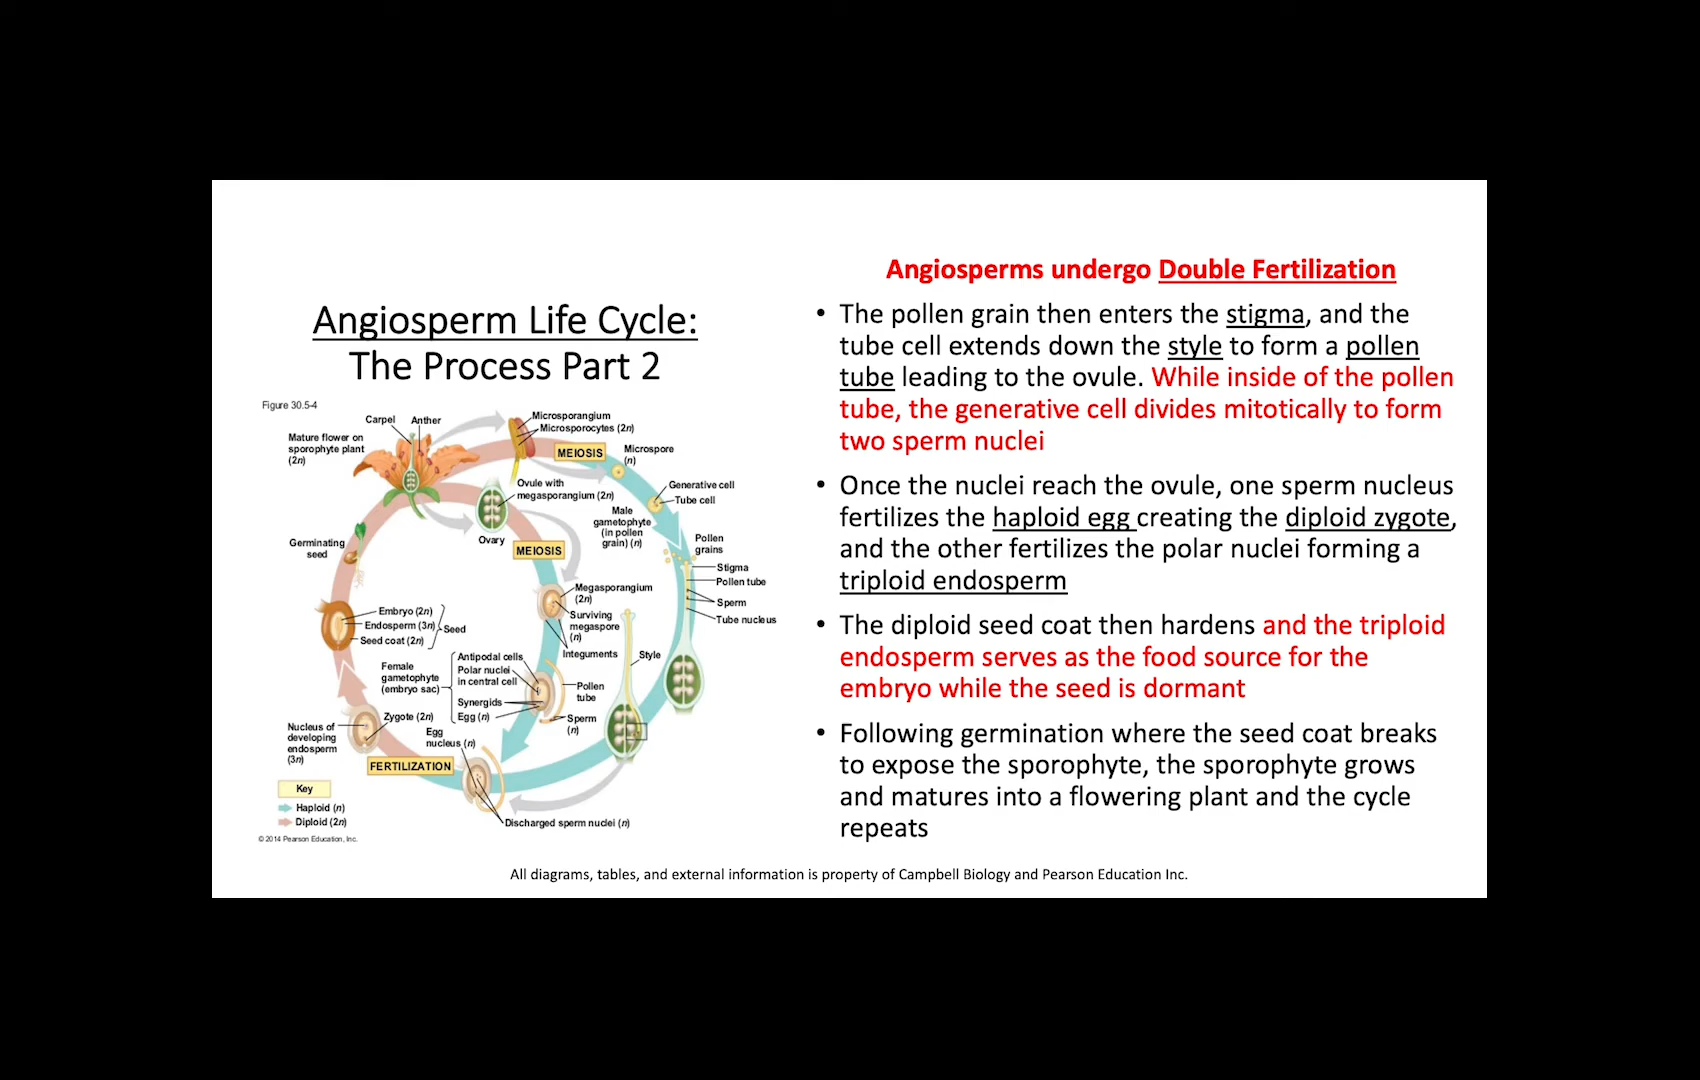 Angiosperm Life Cycle:
The Process Part 2
Figure 30.5-4
Carpel
Anther
Mature flower on
sporophyte plant
(2n)
Microsporangium
Microsporocytes (2n)
MEIOSIS
Microspore
(n)
Ovule with
megasporangium (2n)
Generative cell
Tube cell
Male
gametophyte
(in pollen
grain) (n)
Ovary
MEIOSIS
Pollen
grains
Germinating
seed
Stigma
Pollen tube
Sperm
Tube nucleus
Megasporangium
(2n)
Surviving
megaspore
(n)
Integuments
Style
Embryo (2n)
Endosperm (3n)
Seed coat (2n)
Seed
Female
gametophyte
(embryo sac)
Antipodal cells
Polar nuclei
in central cell
Synergids
Egg (n)
Pollen
tube
Sperm
(n)
Zygote (2n)
Nucleus of
developing
endosperm
(3n)
Egg
nucleus (n)
FERTILIZATION
Discharged sperm nuclei (n)
Key
Haploid (n)
Diploid (2n)
© 2014 Pearson Education, Inc.
Angiosperms undergo Double Fertilization
• The pollen grain then enters the stigma, and the
tube cell extends down the style to form a pollen
tube leading to the ovule. While inside of the pollen
tube, the generative cell divides mitotically to form
two sperm nuclei
• Once the nuclei reach the ovule, one sperm nucleus
fertilizes the haploid egg creating the diploid zygote,
and the other fertilizes the polar nuclei forming a
triploid endosperm
• The diploid seed coat then hardens and the triploid
endosperm serves as the food source for the
embryo while the seed is dormant
• Following germination where the seed coat breaks
to expose the sporophyte, the sporophyte grows
and matures into a flowering plant and the cycle
repeats
All diagrams, tables, and external information is property of Campbell Biology and Pearson Education Inc.